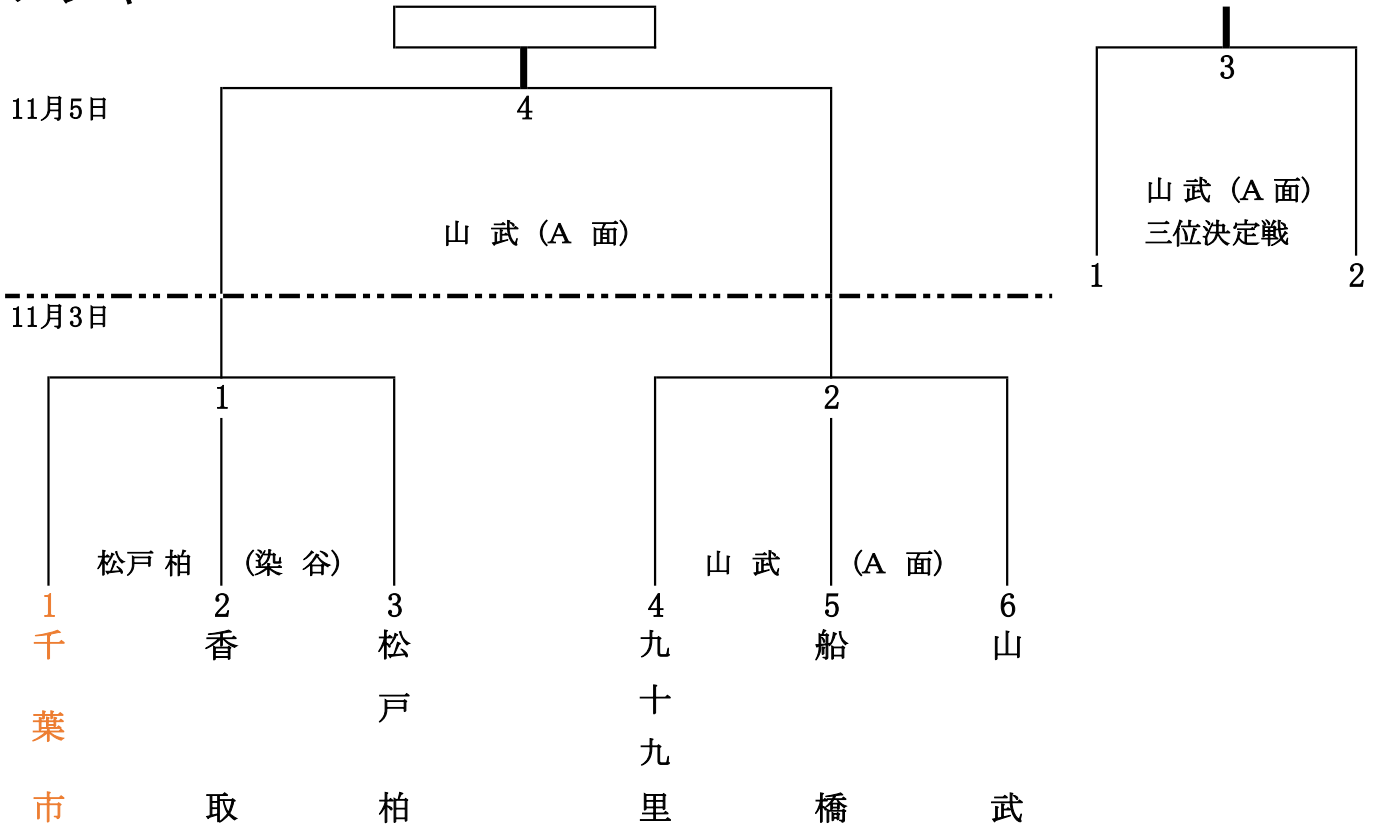 4
3
11月5日
山 武 (A 面)
三位決定戦
1 2
山 武 (A 面)
11月3日
1
2
松戸 柏 (染 谷)
山 武 (A 面)
1
千葉市
2
香取
3
松戸柏
4
九十九里
5
船橋
6
山武